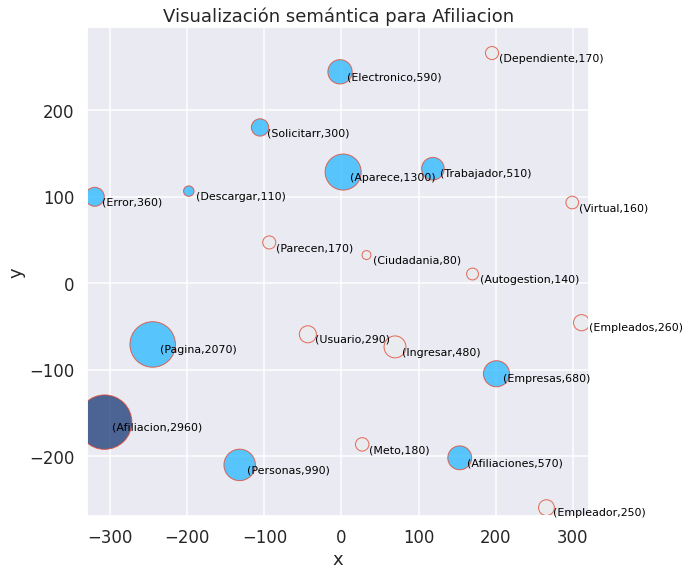 Visualización semántica para Afiliacion
(Dependiente,170)
(Electronico,590)
200
(Solicitarr,300)
(Aparece,1300)
(Trabajador,510)
100
(Error,360)
(Descargar,110)
(Virtual,160)
(Parecen,170)
(Ciudadania,80)
y
0
(Autogestion,140)
(Empleados,260)
(Usuario,290)
(Ingresar,480)
(Pagina,2070)
−100
(Empresas,680)
(Afiliacion,2960)
(Meto,180)
−200
(Personas,990)
(Afiliaciones,570)
(Empleador,250)
−300 −200 −100 0 100 200 300
x